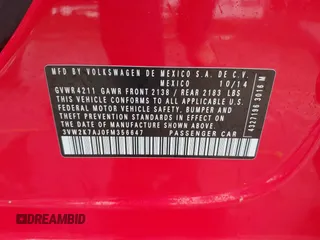 MFD BY VOLKSWAGEN DE MEXICO S.A. DE C.V.
MEXICO 10/14
GVWR 4211 GAWR FRONT 2138 / REAR 2183 LBS
THIS VEHICLE CONFORMS TO ALL APPLICABLE U.S.
FEDERAL MOTOR VEHICLE SAFETY, BUMPER AND
THEFT PREVENTION STANDARDS IN EFFECT ON THE
DATE OF MANUFACTURE SHOWN ABOVE
3VW2K7AJ0FM356647 PASSENGER CAR
4327196 3016 M
DREAMBID